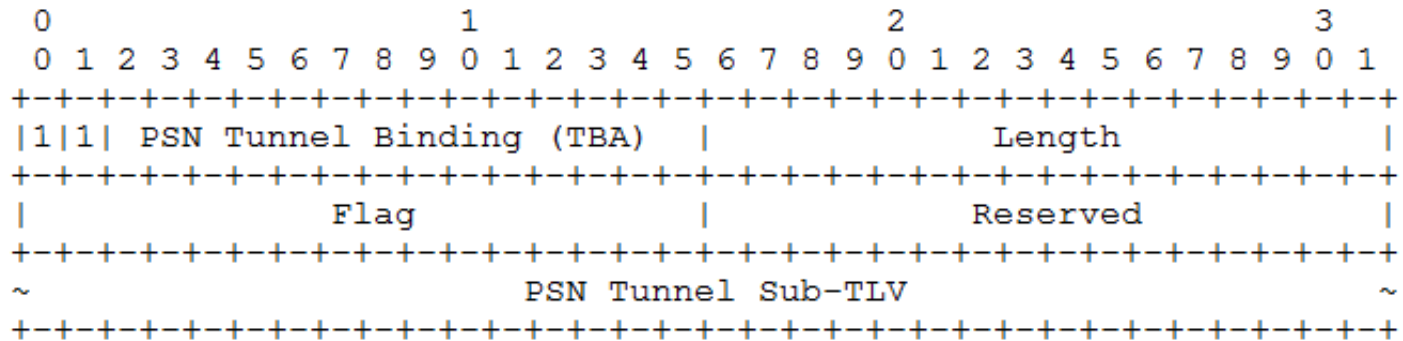 0                   1                   2                   3
 0 1 2 3 4 5 6 7 8 9 0 1 2 3 4 5 6 7 8 9 0 1 2 3 4 5 6 7 8 9 0 1
+-+-+-+-+-+-+-+-+-+-+-+-+-+-+-+-+-+-+-+-+-+-+-+-+-+-+-+-+-+-+-+-+
|1|1| PSN Tunnel Binding (TBA)  |             Length            |
+-+-+-+-+-+-+-+-+-+-+-+-+-+-+-+-+-+-+-+-+-+-+-+-+-+-+-+-+-+-+-+-+
|              Flag             |            Reserved           |
+-+-+-+-+-+-+-+-+-+-+-+-+-+-+-+-+-+-+-+-+-+-+-+-+-+-+-+-+-+-+-+-+
~                       PSN Tunnel Sub-TLV                      ~
+-+-+-+-+-+-+-+-+-+-+-+-+-+-+-+-+-+-+-+-+-+-+-+-+-+-+-+-+-+-+-+-+